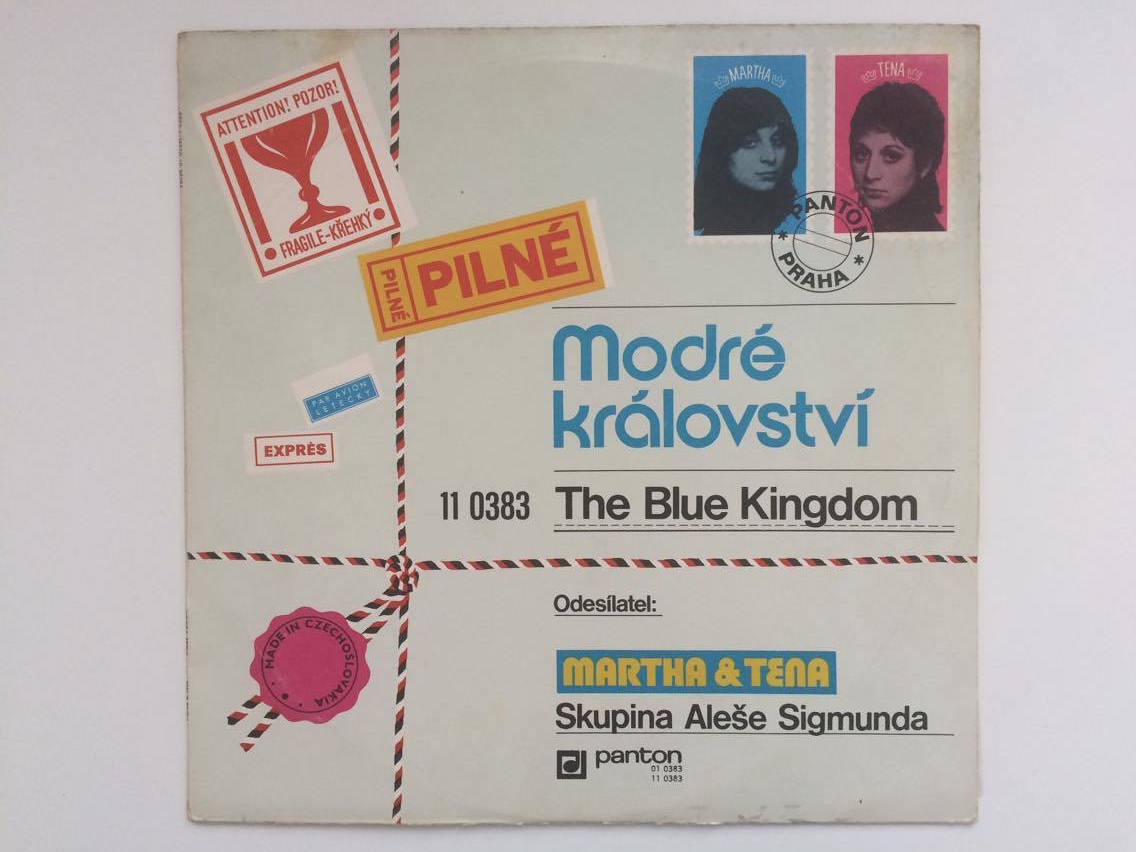 ATTENTION! POZOR!
FRAGILE-KŘEHKÝ
PILNÉ
PILNÉ
PAR AVION
LETECKY
EXPRÈS
MARTHA
TENA
PANTON
PRAHA
Modré
království
11 0383
The Blue Kingdom
Odesílatel:
MADE IN CZECHOSLOVAKIA
MARTHA & TENA
Skupina Aleše Sigmunda
panton
01 0383
11 0383